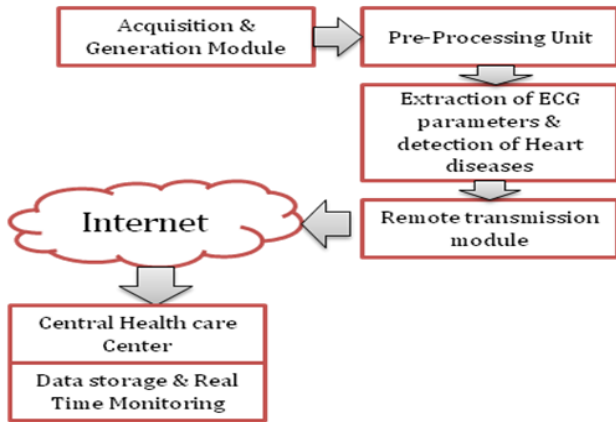 Acquisition &
Generation Module
Pre-Processing Unit
Extraction of ECG
parameters &
detection of Heart
diseases
Remote transmission
module
Internet
Central Health care
Center
Data storage & Real
Time Monitoring